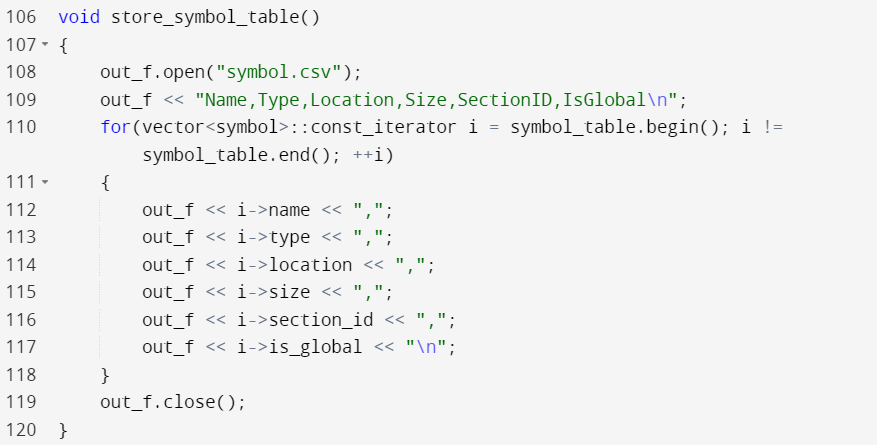 106 void store_symbol_table()
107 {
108 out_f.open("symbol.csv");
109 out_f << "Name,Type,Location,Size,SectionID,IsGlobal\n";
110 for(vector<symbol>::const_iterator i = symbol_table.begin(); i !=
symbol_table.end(); ++i)
111 {
112 out_f << i->name << ",";
113 out_f << i->type << ",";
114 out_f << i->location << ",";
115 out_f << i->size << ",";
116 out_f << i->section_id << ",";
117 out_f << i->is_global << "\n";
118 }
119 out_f.close();
120 }